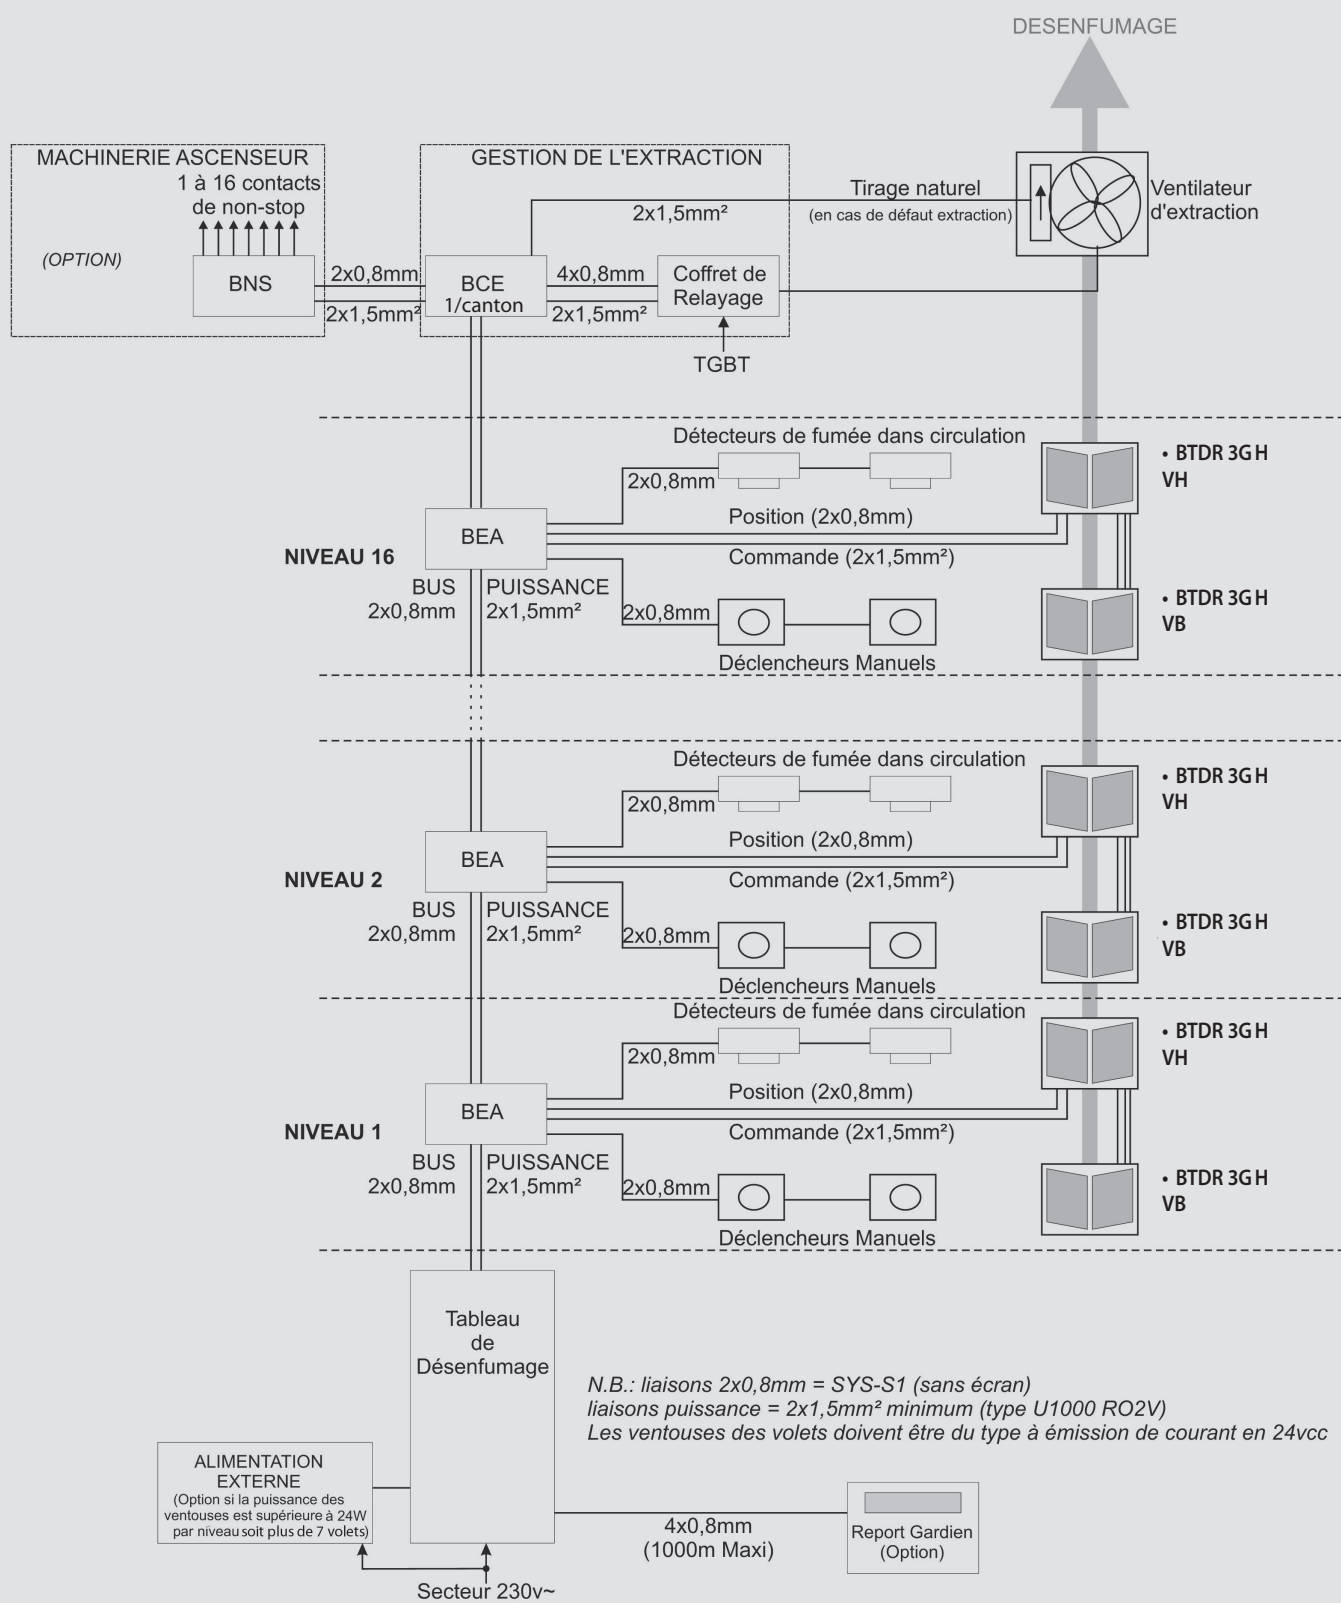 DESENFUMAGE
MACHINERIE ASCENSEUR
1 à 16 contacts
de non-stop
(OPTION)
BNS
2x0,8mm
2x1,5mm²
GESTION DE L'EXTRACTION
2x1,5mm²
BCE
1/canton
4x0,8mm
2x1,5mm²
Coffret de
Relayage
TGBT
Tirage naturel
(en cas de défaut extraction)
Ventilateur
d'extraction
Détecteurs de fumée dans circulation
2x0,8mm
Position (2x0,8mm)
BEA
Commande (2x1,5mm²)
NIVEAU 16
BUS
2x0,8mm
PUISSANCE
2x1,5mm²
2x0,8mm
Déclencheurs Manuels
• BTDR 3G H
VH
• BTDR 3G H
VB
Détecteurs de fumée dans circulation
2x0,8mm
Position (2x0,8mm)
BEA
Commande (2x1,5mm²)
NIVEAU 2
BUS
2x0,8mm
PUISSANCE
2x1,5mm²
2x0,8mm
Déclencheurs Manuels
• BTDR 3G H
VH
• BTDR 3G H
VB
Détecteurs de fumée dans circulation
2x0,8mm
Position (2x0,8mm)
BEA
Commande (2x1,5mm²)
NIVEAU 1
BUS
2x0,8mm
PUISSANCE
2x1,5mm²
2x0,8mm
Déclencheurs Manuels
• BTDR 3G H
VH
• BTDR 3G H
VB
Tableau
de
Désenfumage
N.B.: liaisons 2x0,8mm = SYS-S1 (sans écran)
liaisons puissance = 2x1,5mm² minimum (type U1000 RO2V)
Les ventouses des volets doivent être du type à émission de courant en 24vcc
ALIMENTATION
EXTERNE
(Option si la puissance des
ventouses est supérieure à 24W
par niveau soit plus de 7 volets)
4x0,8mm
(1000m Maxi)
Report Gardien
(Option)
Secteur 230v~